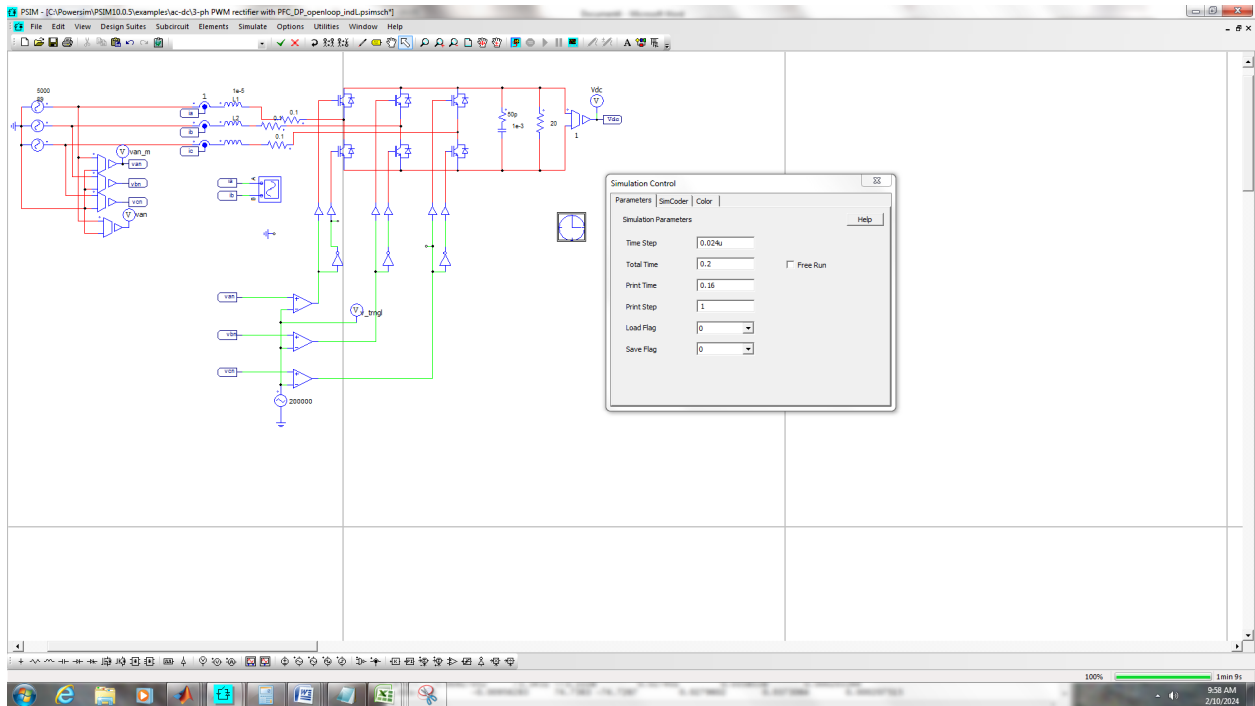 PSIM - [C:\Powersim\PSIM10.0.5\examples\ac-dc\3-ph PWM rectifier with PFC_DP_openloop_indL.psimsch*]
File Edit View Design Suites Subcircuit Elements Simulate Options Utilities Window Help
5000
1
1e-5
L1
ia
0.1
L2
0.1
ib
0.1
ic
50p
1e-3
20
Vdc
V
Vdc
1
V van_m
van
vbn
vcn
V van
ia
ib
A
B
van
V v_trngl
vbn
vcn
200000
Simulation Control
Parameters SimCoder Color
Simulation Parameters
Help
Time Step 0.024u
Total Time 0.2
Free Run
Print Time 0.16
Print Step 1
Load Flag 0
Save Flag 0
100%
1min 9s
9:58 AM
2/10/2024